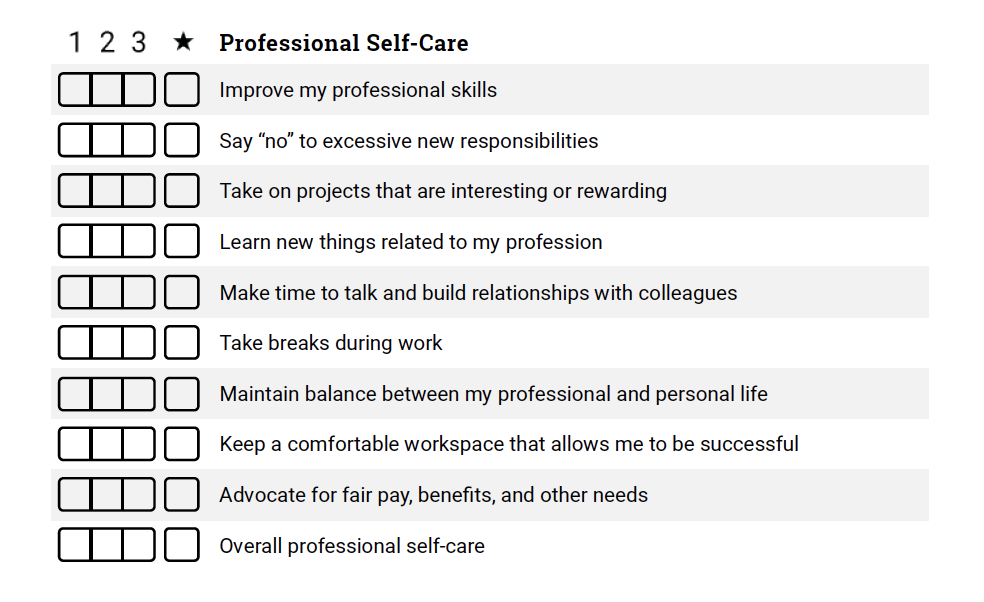 1 2 3 ★ Professional Self-Care
Improve my professional skills
Say “no” to excessive new responsibilities
Take on projects that are interesting or rewarding
Learn new things related to my profession
Make time to talk and build relationships with colleagues
Take breaks during work
Maintain balance between my professional and personal life
Keep a comfortable workspace that allows me to be successful
Advocate for fair pay, benefits, and other needs
Overall professional self-care